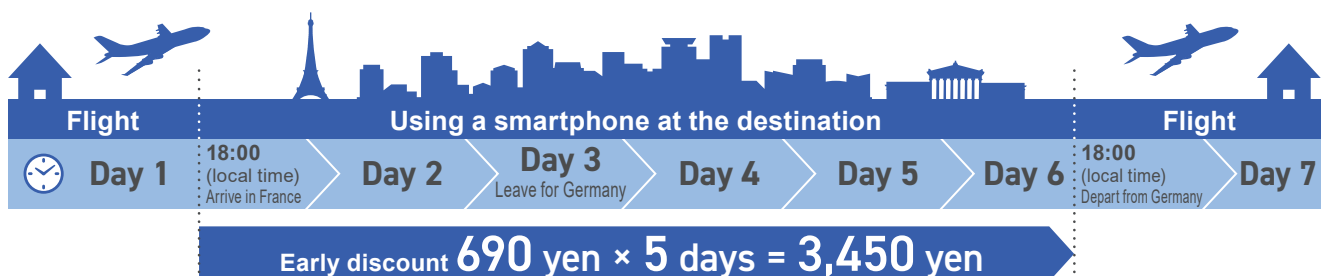 Flight
Using a smartphone at the destination
Flight
Day 1
18:00
(local time)
Arrive in France
Day 2
Day 3
Leave for Germany
Day 4
Day 5
Day 6
18:00
(local time)
Depart from Germany
Day 7
Early discount 690 yen × 5 days = 3,450 yen